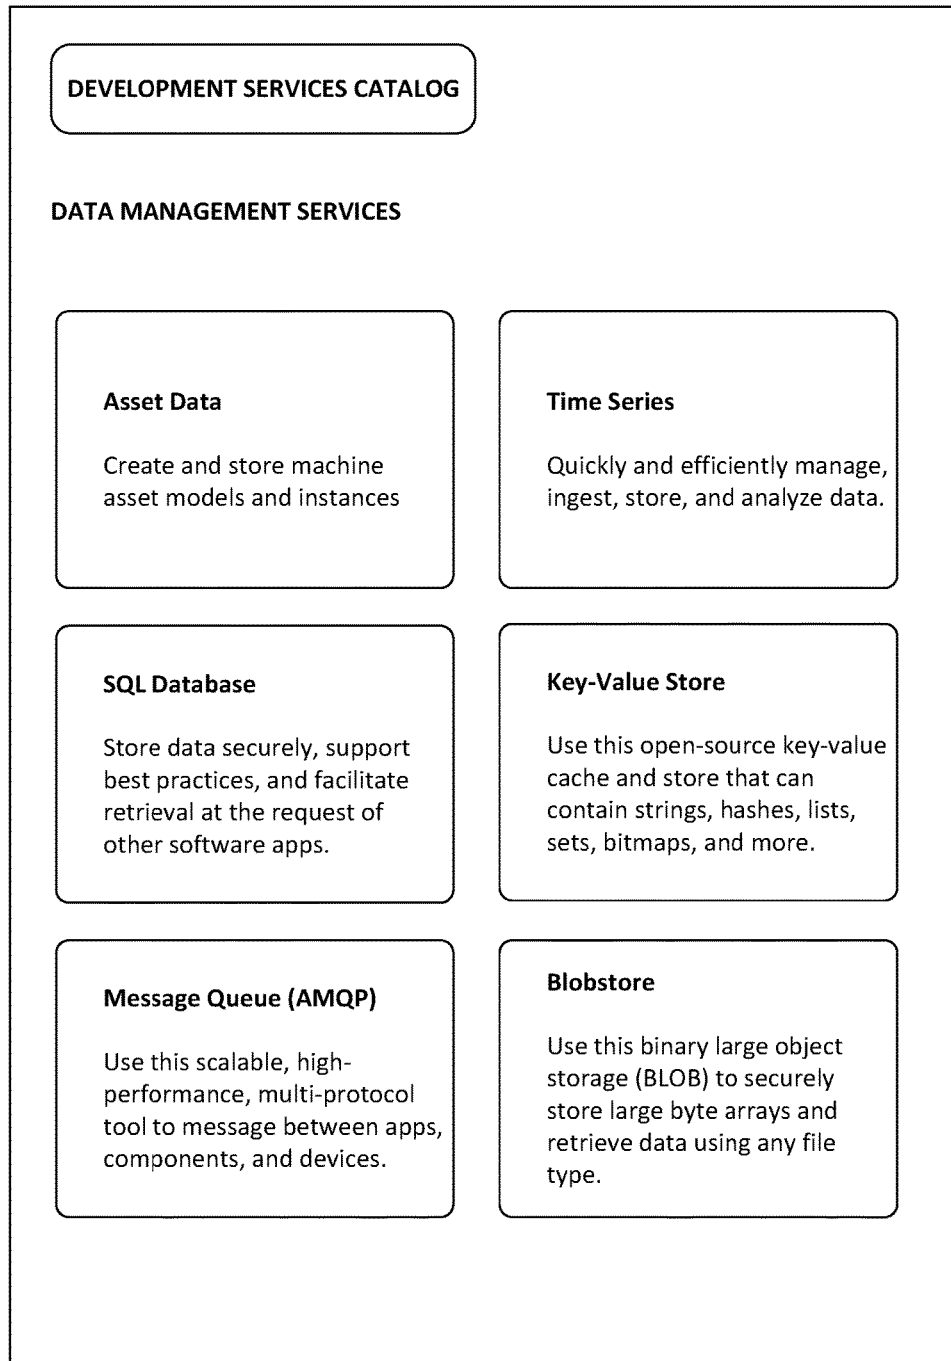 DEVELOPMENT SERVICES CATALOG
DATA MANAGEMENT SERVICES
Asset Data
Create and store machine
asset models and instances
Time Series
Quickly and efficiently manage,
ingest, store, and analyze data.
SQL Database
Store data securely, support
best practices, and facilitate
retrieval at the request of
other software apps.
Key-Value Store
Use this open-source key-value
cache and store that can
contain strings, hashes, lists,
sets, bitmaps, and more.
Message Queue (AMQP)
Use this scalable, high-
performance, multi-protocol
tool to message between apps,
components, and devices.
Blobstore
Use this binary large object
storage (BLOB) to securely
store large byte arrays and
retrieve data using any file
type.